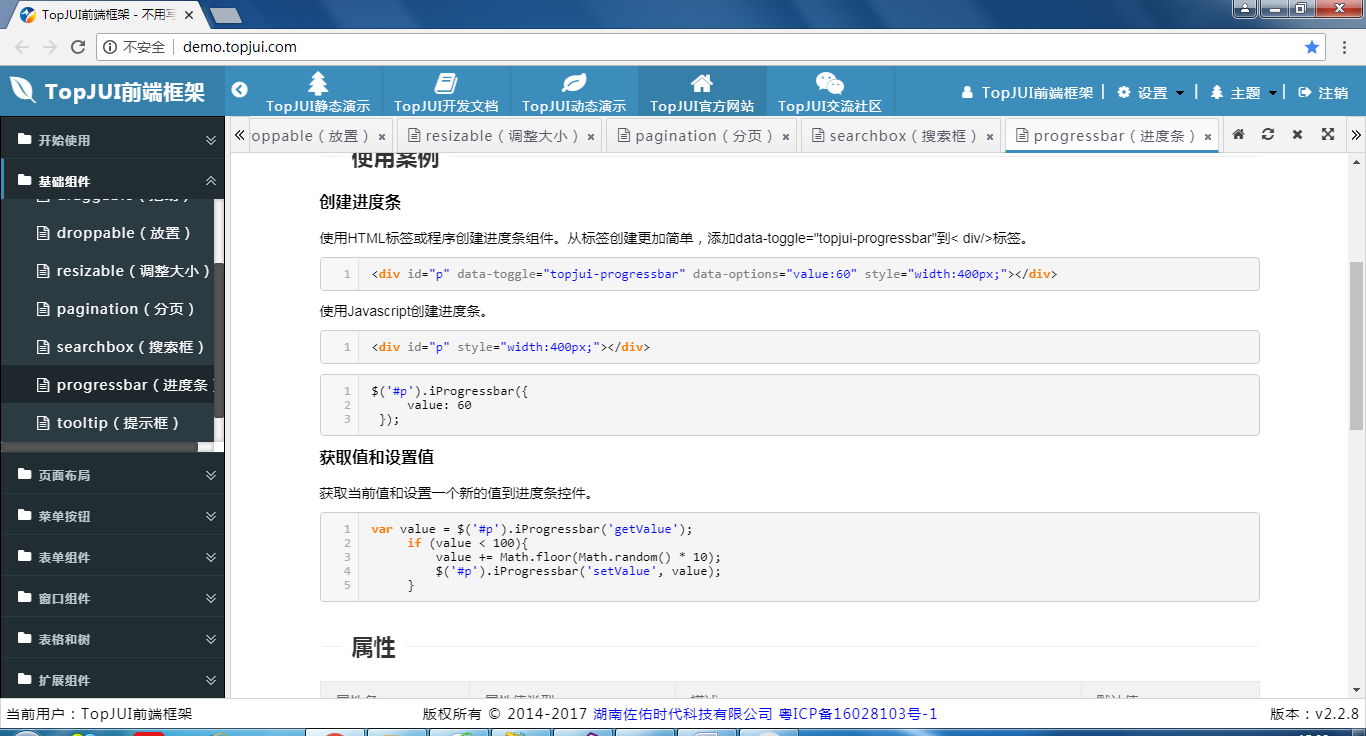 TopJUI前端框架 - 不用写
不安全 demo.topjui.com
TopJUI前端框架
TopJUI静态演示 TopJUI开发文档 TopJUI动态演示 TopJUI官方网站 TopJUI交流社区
TopJUI前端框架 | 设置 | 主题 | 注销
开始使用
基础组件
droppable（放置）
resizable（调整大小）
pagination（分页）
searchbox（搜索框）
progressbar（进度条）
tooltip（提示框）
页面布局
菜单按钮
表单组件
窗口组件
表格和树
扩展组件
oppable（放置） resizable（调整大小） pagination（分页） searchbox（搜索框） progressbar（进度条）
使用案例
创建进度条
使用HTML标签或程序创建进度条组件。从标签创建更加简单，添加data-toggle="topjui-progressbar"到< div/>标签。
1 <div id="p" data-toggle="topjui-progressbar" data-options="value:60" style="width:400px;"></div>
使用Javascript创建进度条。
1 <div id="p" style="width:400px;"></div>
1 $('#p').iProgressbar({
2 value: 60
3 });
获取值和设置值
获取当前值和设置一个新的值到进度条控件。
1 var value = $('#p').iProgressbar('getValue');
2 if (value < 100){
3 value += Math.floor(Math.random() * 10);
4 $('#p').iProgressbar('setValue', value);
5 }
属性
当前用户：TopJUI前端框架
版权所有 © 2014-2017 湖南佐佑时代科技有限公司 粤ICP备16028103号-1
版本：v2.2.8